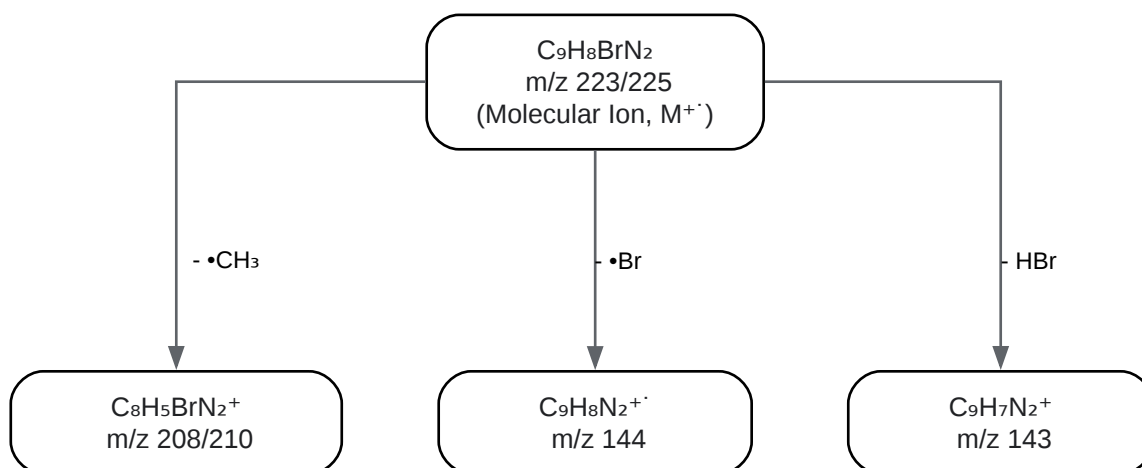 C₉H₈BrN₂
m/z 223/225
(Molecular Ion, M⁺˙)
- •CH₃
- •Br
- HBr
C₈H₅BrN₂⁺
m/z 208/210
C₉H₈N₂⁺˙
m/z 144
C₉H₇N₂⁺
m/z 143